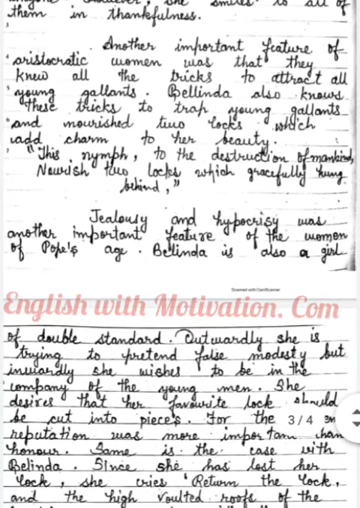 them in thankfulness.
Another important feature of
aristocratic women was that they
knew all the tricks to attract all
young gallants. Bellinda also knows
these tricks to trap young gallants
and nourished two locks which
add charm to her beauty.
"This, nymph, to the destruction of mankind,
Nourish two locks which gracefully hung
behind,"
Jealousy and hypocrisy was
another important feature of the women
of Pope's age. Belinda is also a girl
Scanned with CamScanner
English with Motivation. Com
of double standard. Outwardly she is
trying to pretend false modesty but
inwardly she wishes to be in the
company of the young men. She
desires that her favourite lock should
be cut into piece's. For the
3/4
reputation was more important than
honour. Same is the case with
Belinda. Since she has lost her
lock, she cries 'Return the lock,
and the high voulted roofs of the